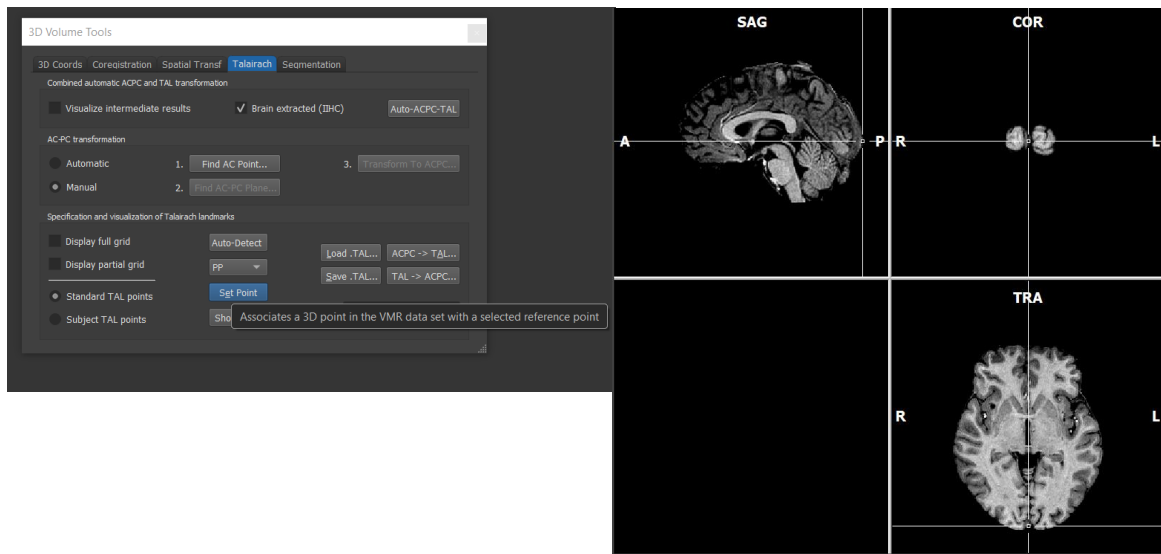 3D Volume Tools
3D Coords Coregistration Spatial Transf Talairach Segmentation
Combined automatic ACPC and TAL transformation
Visualize intermediate results Brain extracted (IIHC) Auto-ACPC-TAL
AC-PC transformation
Automatic 1. Find AC Point... 3. Transform To ACPC...
Manual 2. Find AC-PC Plane...
Specification and visualization of Talairach landmarks
Display full grid Auto-Detect
Load .TAL... ACPC -> TAL...
Display partial grid PP
Save .TAL... TAL -> ACPC...
Standard TAL points Set Point
Subject TAL points Sho
Associates a 3D point in the VMR data set with a selected reference point
SAG
A P
COR
R L
TRA
R L